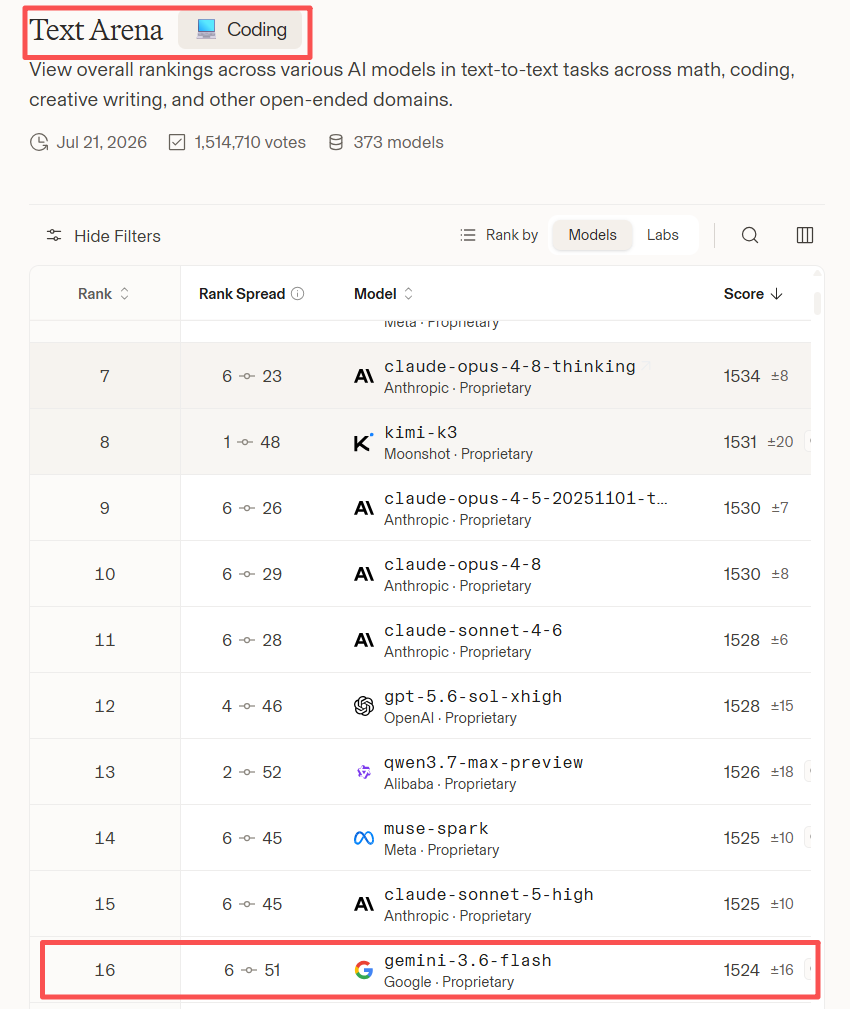 Text Arena Coding
View overall rankings across various AI models in text-to-text tasks across math, coding,
creative writing, and other open-ended domains.
Jul 21, 2026 1,514,710 votes 373 models
Hide Filters Rank by Models Labs
Rank Rank Spread Model Score
Meta · Proprietary
7 6 23 claude-opus-4-8-thinking 1534 ±8
Anthropic · Proprietary
8 1 48 kimi-k3 1531 ±20
Moonshot · Proprietary
9 6 26 claude-opus-4-5-20251101-t… 1530 ±7
Anthropic · Proprietary
10 6 29 claude-opus-4-8 1530 ±8
Anthropic · Proprietary
11 6 28 claude-sonnet-4-6 1528 ±6
Anthropic · Proprietary
12 4 46 gpt-5.6-sol-xhigh 1528 ±15
OpenAI · Proprietary
13 2 52 qwen3.7-max-preview 1526 ±18
Alibaba · Proprietary
14 6 45 muse-spark 1525 ±10
Meta · Proprietary
15 6 45 claude-sonnet-5-high 1525 ±10
Anthropic · Proprietary
16 6 51 gemini-3.6-flash 1524 ±16
Google · Proprietary